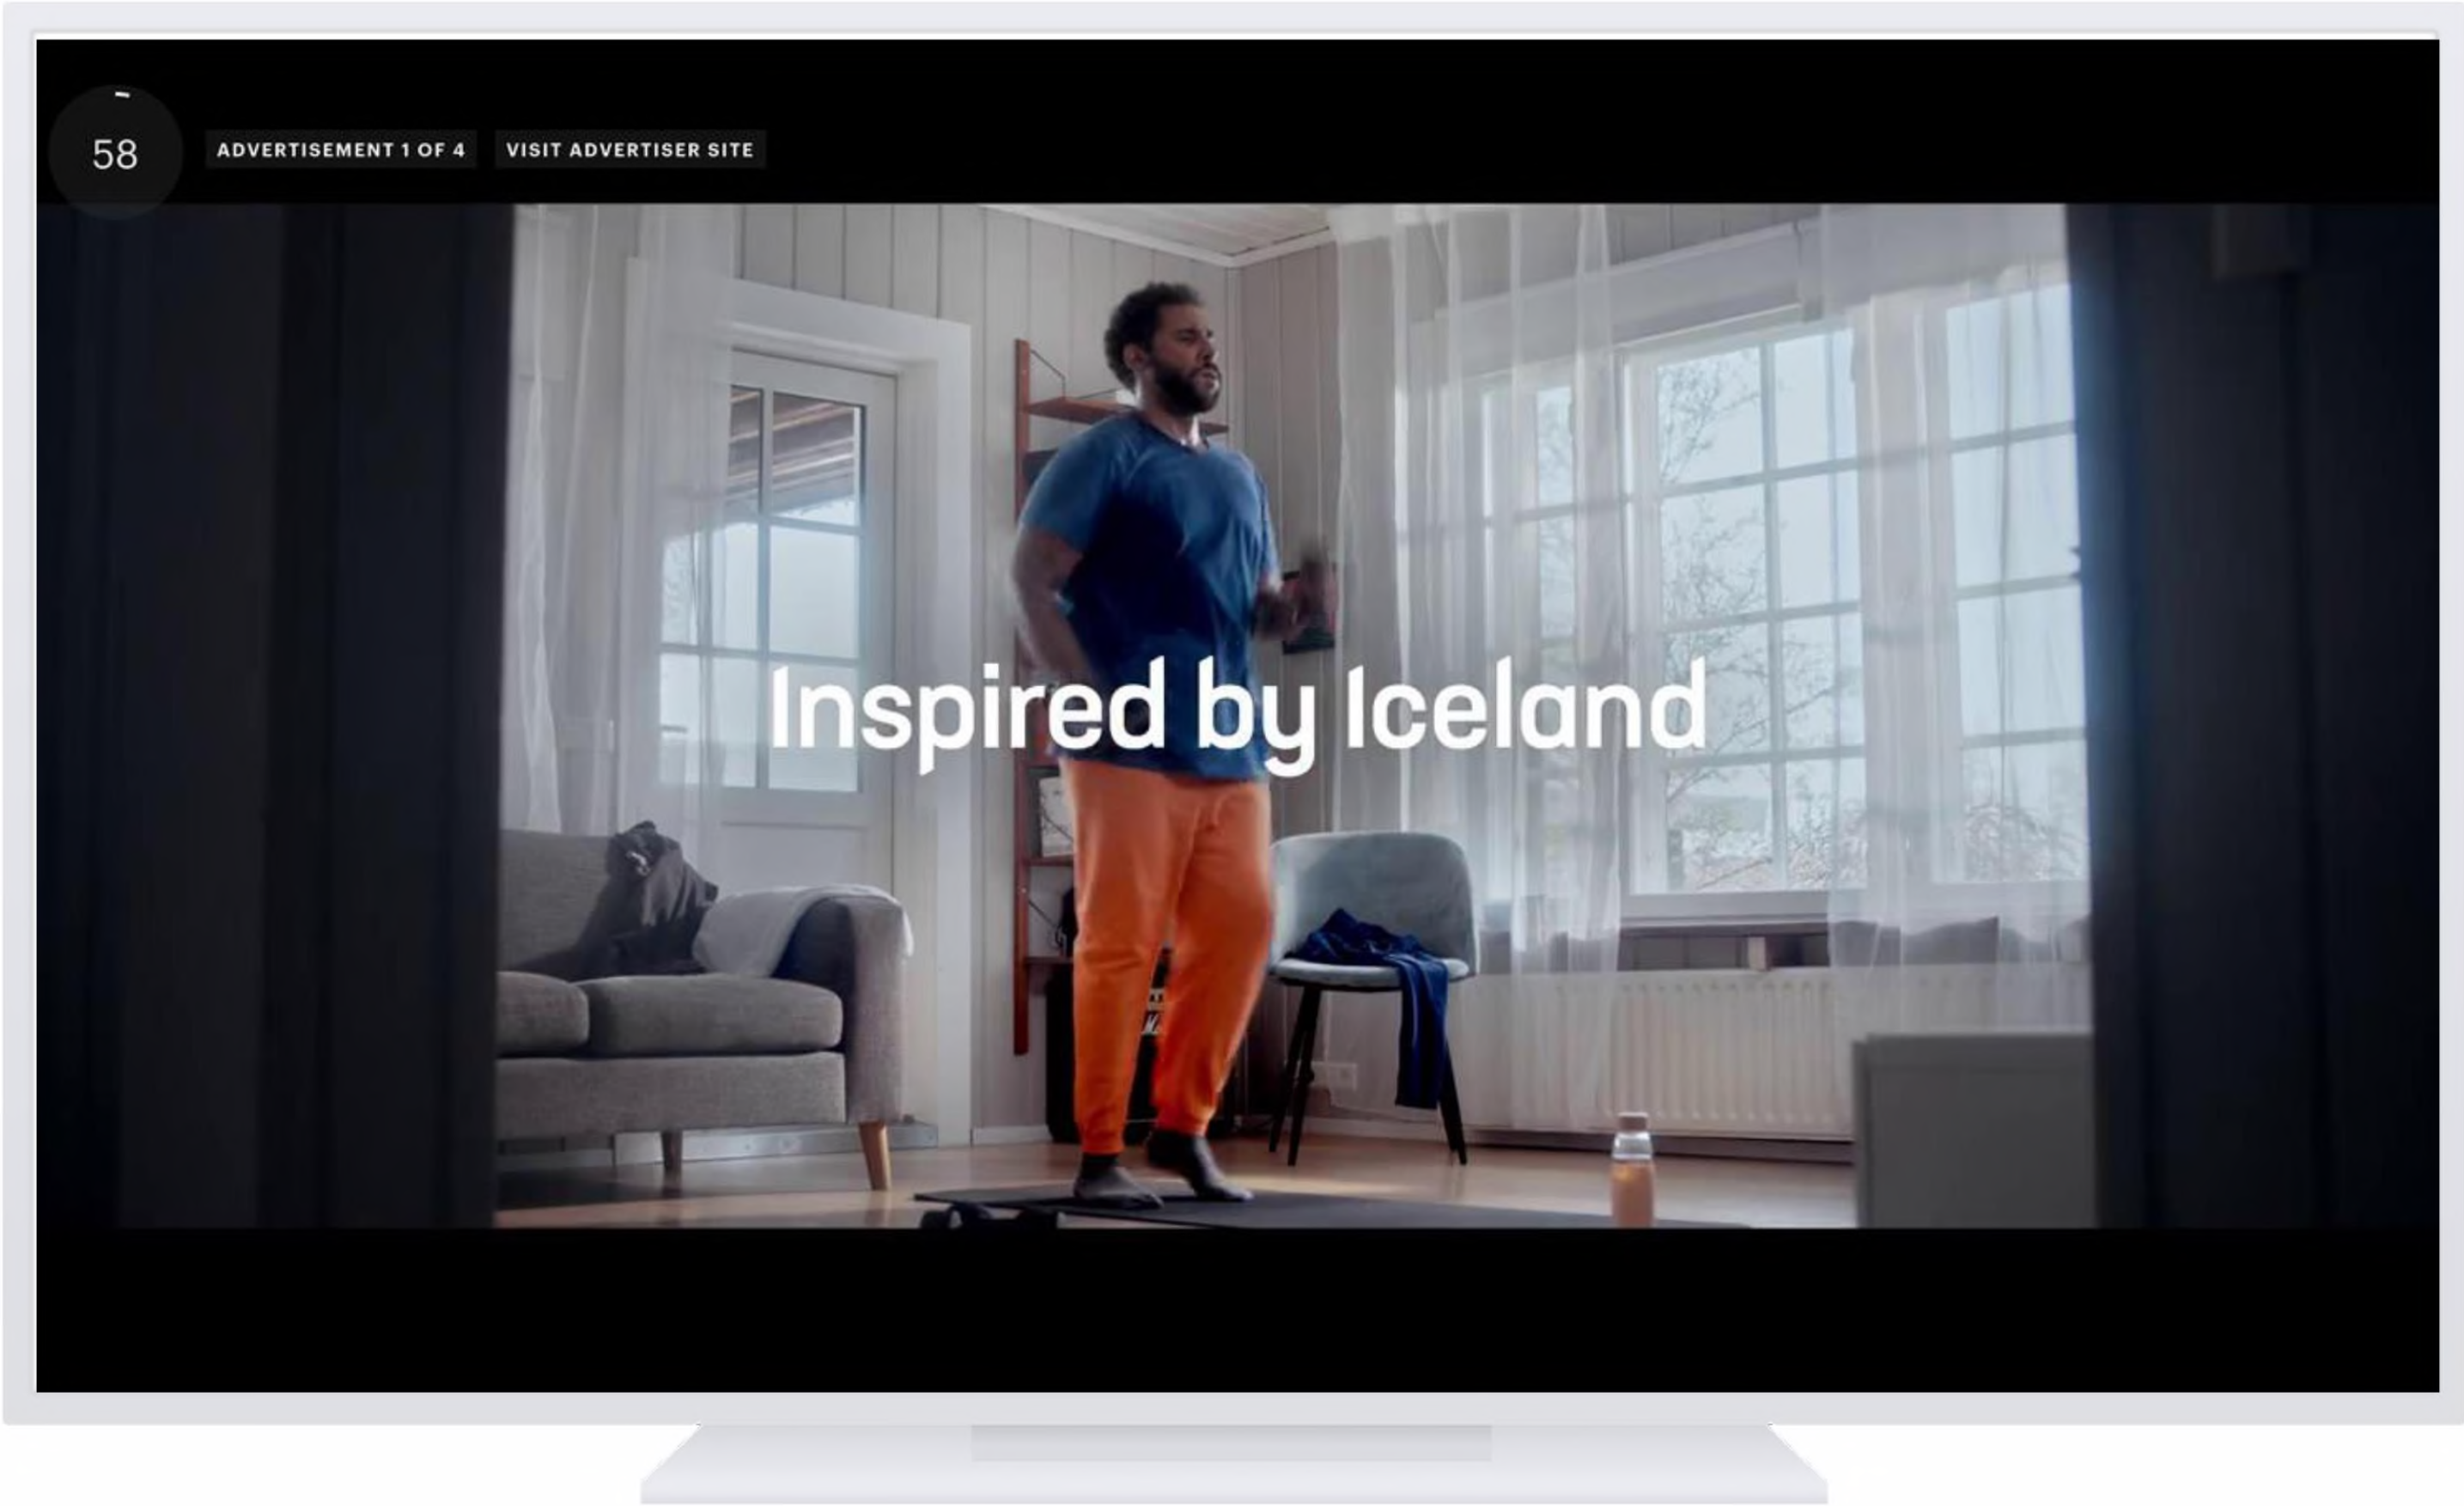 58
ADVERTISEMENT 1 OF 4 VISIT ADVERTISER SITE
Inspired by Iceland